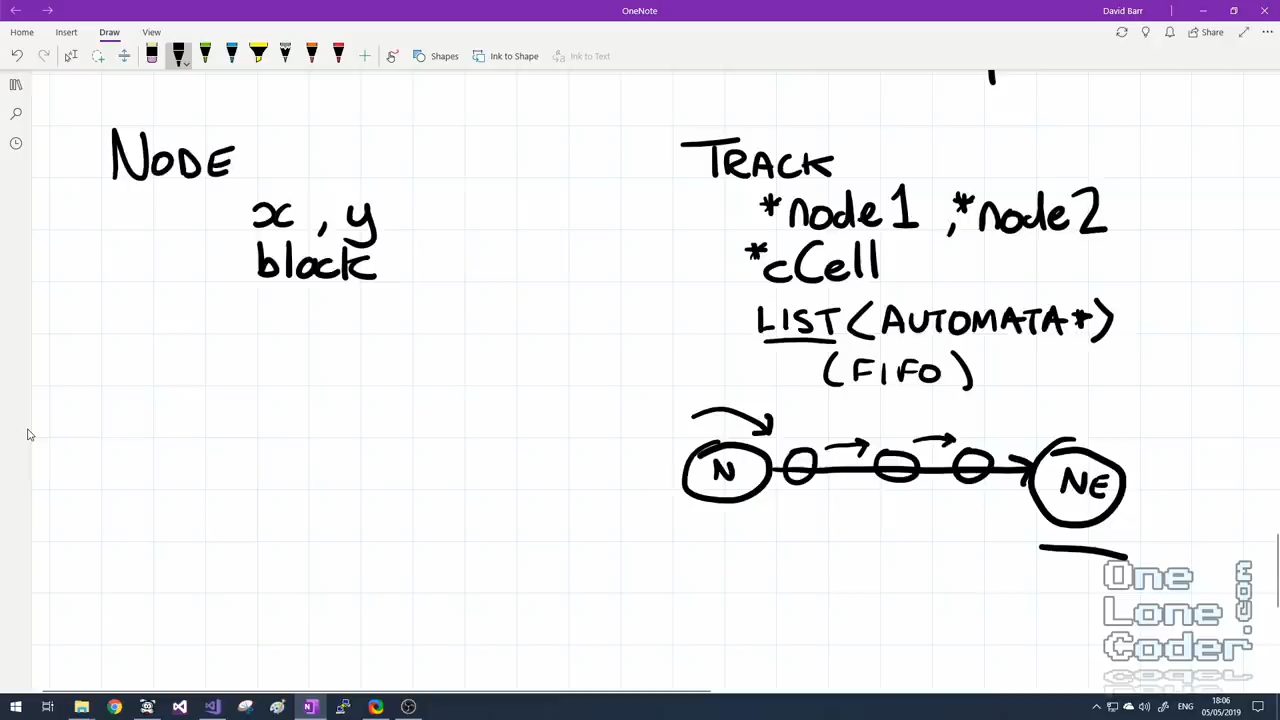 OneNote
David Barr
Home Insert Draw View
Shapes Ink to Shape Ink to Text Share
NODE
x , y
block
TRACK
*node1 , *node2
*cCell
LIST <AUTOMATA*>
(FIFO)
N NE
One
Lone
Coder
.com
ENG
18:06
05/05/2019